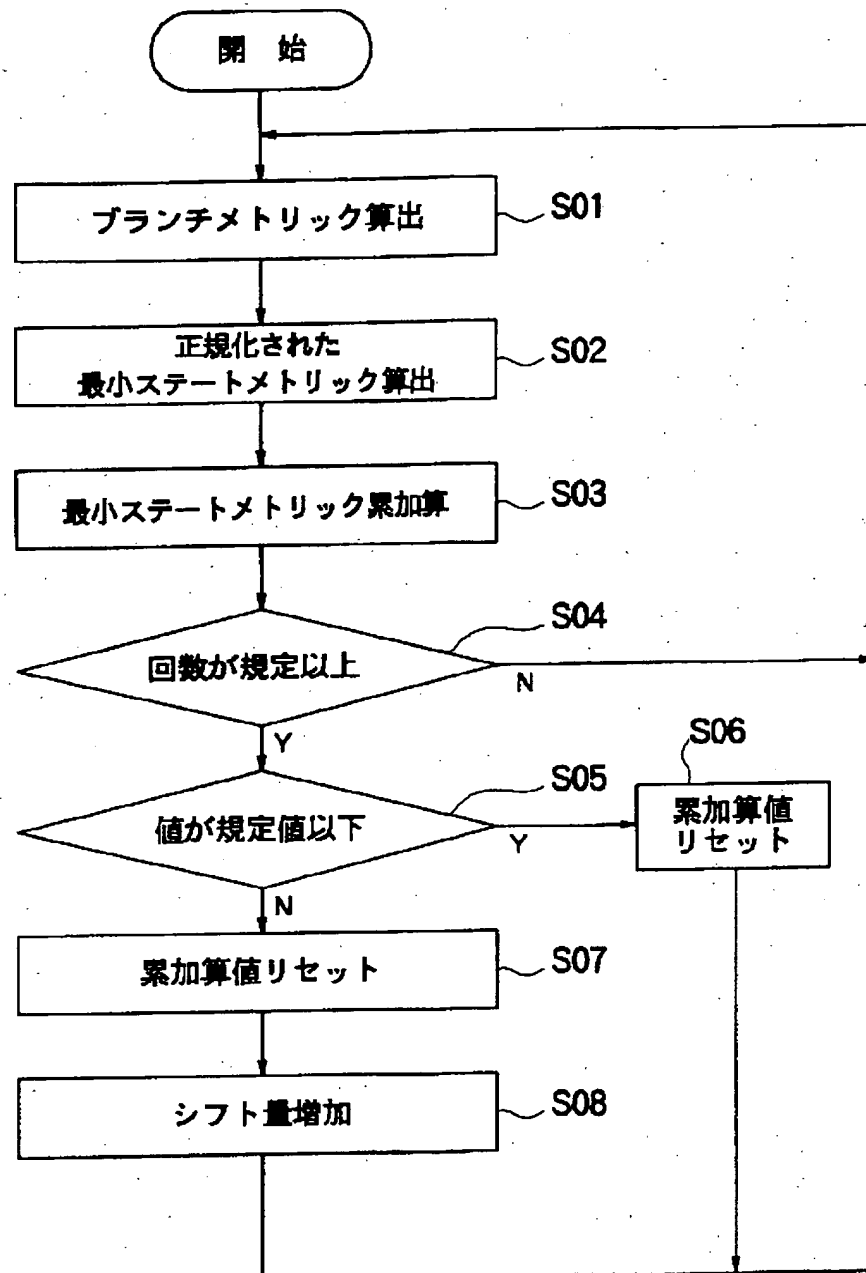 開 始
ブランチメトリック算出
S01
正規化された
最小ステートメトリック算出
S02
最小ステートメトリック累加算
S03
回数が規定以上
S04
N
Y
値が規定値以下
S05
Y
N
S06
累加算値
リセット
累加算値リセット
S07
シフト量増加
S08